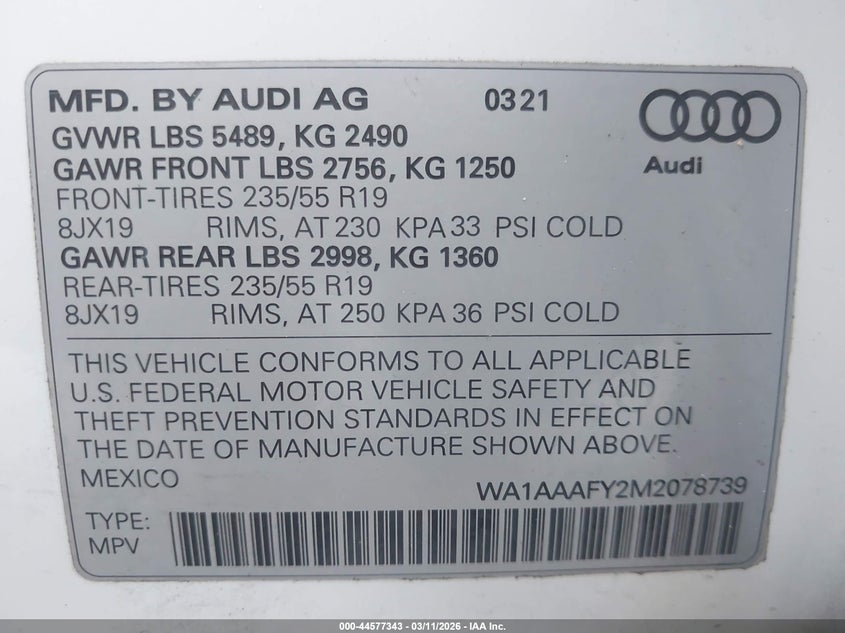 MFD. BY AUDI AG 0321
GVWR LBS 5489, KG 2490
GAWR FRONT LBS 2756, KG 1250
Audi
FRONT-TIRES 235/55 R19
8JX19 RIMS, AT 230 KPA 33 PSI COLD
GAWR REAR LBS 2998, KG 1360
REAR-TIRES 235/55 R19
8JX19 RIMS, AT 250 KPA 36 PSI COLD
THIS VEHICLE CONFORMS TO ALL APPLICABLE
U.S. FEDERAL MOTOR VEHICLE SAFETY AND
THEFT PREVENTION STANDARDS IN EFFECT ON
THE DATE OF MANUFACTURE SHOWN ABOVE.
MEXICO
WA1AAAFY2M2078739
TYPE:
MPV
000-44577343 - 03/11/2026 - IAA Inc.